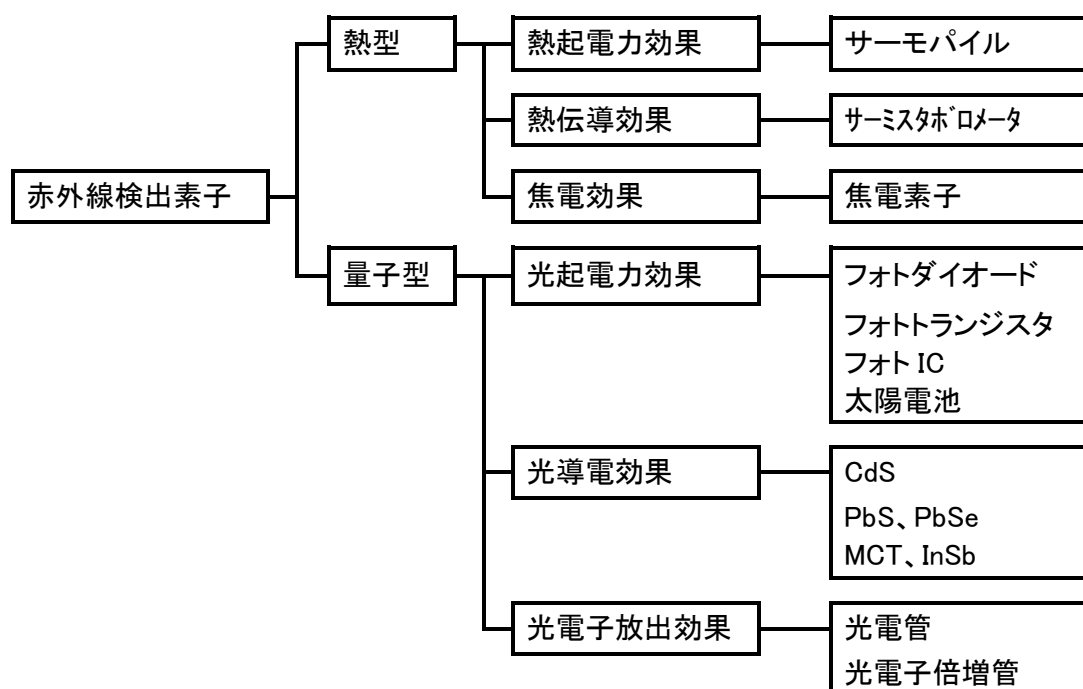 熱型
熱起電力効果
サーモパイル
熱伝導効果
ｻｰﾐｽﾀﾎﾞﾛﾒｰﾀ
赤外線検出素子
焦電効果
焦電素子
量子型
光起電力効果
フォトダイオード
フォトトランジスタ
フォト IC
太陽電池
光導電効果
CdS
PbS、PbSe
MCT、InSb
光電子放出効果
光電管
光電子倍増管